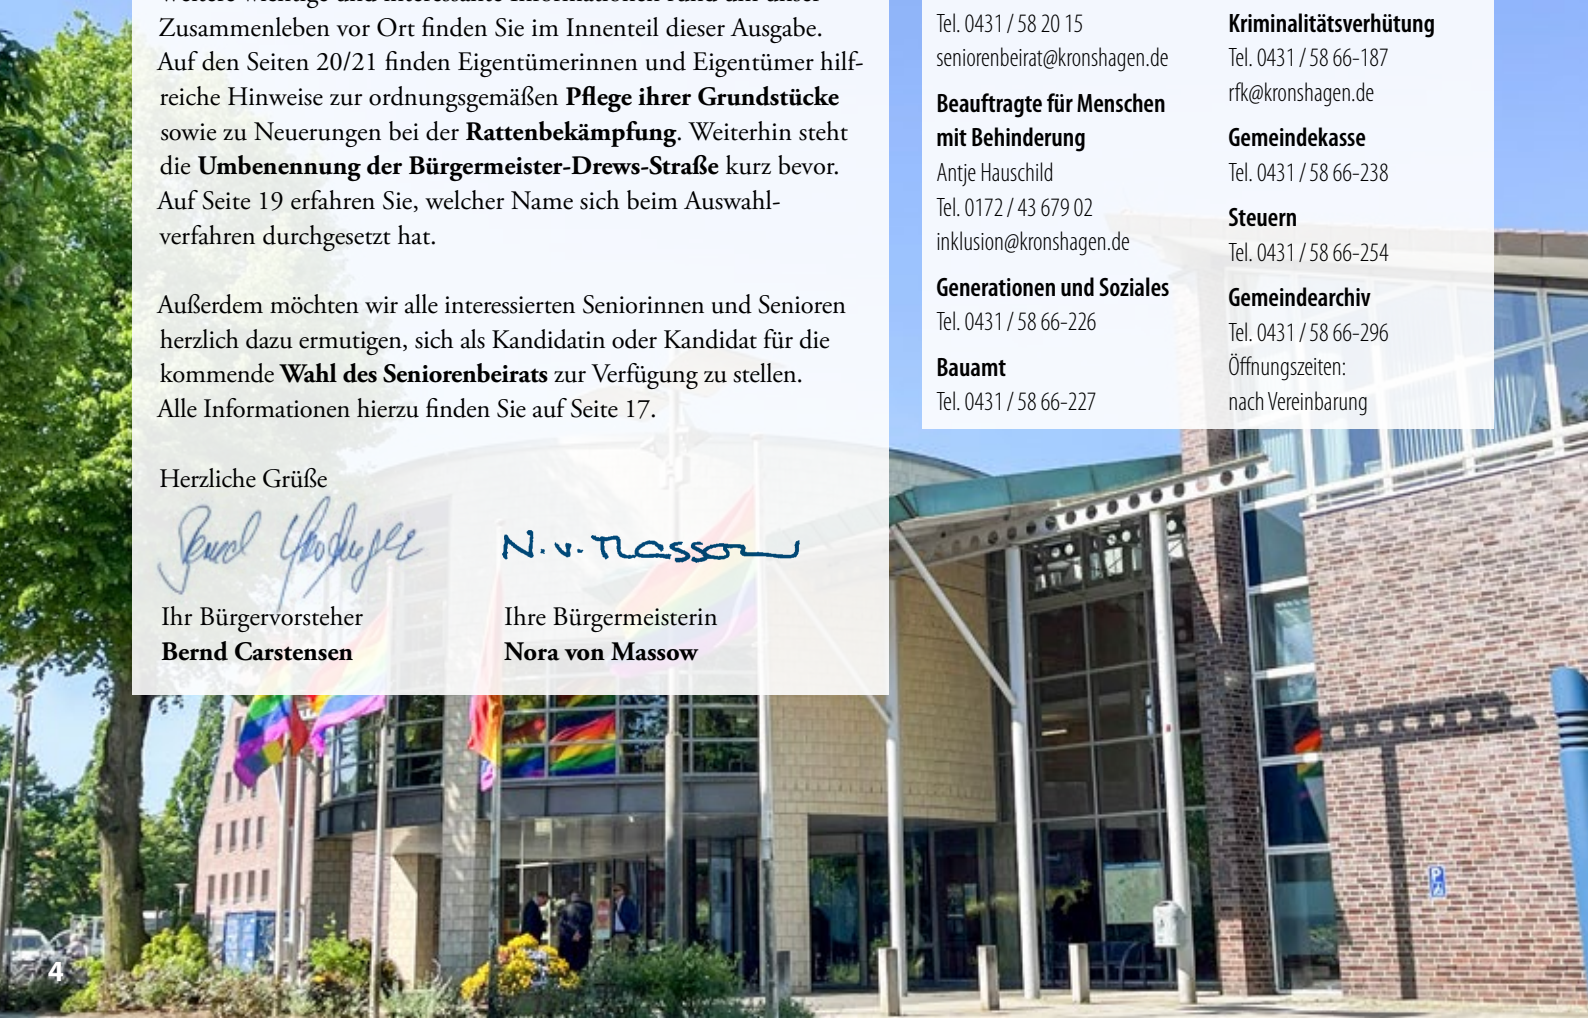 Zusammenleben vor Ort finden Sie im Innenteil dieser Ausgabe.
Auf den Seiten 20/21 finden Eigentümerinnen und Eigentümer hilf-
reiche Hinweise zur ordnungsgemäßen Pflege ihrer Grundstücke
sowie zu Neuerungen bei der Rattenbekämpfung. Weiterhin steht
die Umbenennung der Bürgermeister-Drews-Straße kurz bevor.
Auf Seite 19 erfahren Sie, welcher Name sich beim Auswahl-
verfahren durchgesetzt hat.
Außerdem möchten wir alle interessierten Seniorinnen und Senioren
herzlich dazu ermutigen, sich als Kandidatin oder Kandidat für die
kommende Wahl des Seniorenbeirats zur Verfügung zu stellen.
Alle Informationen hierzu finden Sie auf Seite 17.
Herzliche Grüße
N. v. Massow
Ihr Bürgervorsteher
Bernd Carstensen
Ihre Bürgermeisterin
Nora von Massow
Tel. 0431 / 58 20 15
seniorenbeirat@kronshagen.de
Beauftragte für Menschen
mit Behinderung
Antje Hauschild
Tel. 0172 / 43 679 02
inklusion@kronshagen.de
Generationen und Soziales
Tel. 0431 / 58 66-226
Bauamt
Tel. 0431 / 58 66-227
Kriminalitätsverhütung
Tel. 0431 / 58 66-187
rfk@kronshagen.de
Gemeindekasse
Tel. 0431 / 58 66-238
Steuern
Tel. 0431 / 58 66-254
Gemeindearchiv
Tel. 0431 / 58 66-296
Öffnungszeiten:
nach Vereinbarung
P
4